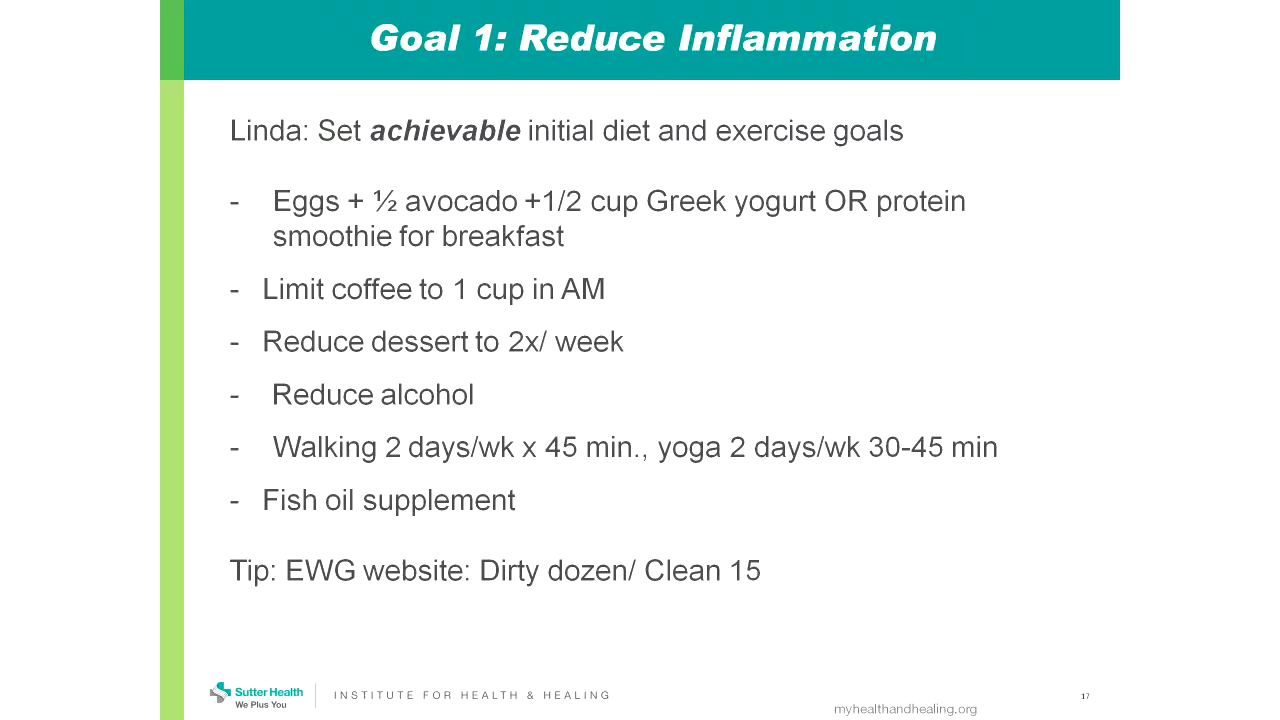 Goal 1: Reduce Inflammation
Linda: Set achievable initial diet and exercise goals
- Eggs + ½ avocado +1/2 cup Greek yogurt OR protein
smoothie for breakfast
- Limit coffee to 1 cup in AM
- Reduce dessert to 2x/ week
- Reduce alcohol
- Walking 2 days/wk x 45 min., yoga 2 days/wk 30-45 min
- Fish oil supplement
Tip: EWG website: Dirty dozen/ Clean 15
Sutter Health
We Plus You
INSTITUTE FOR HEALTH & HEALING
17
myhealthandhealing.org